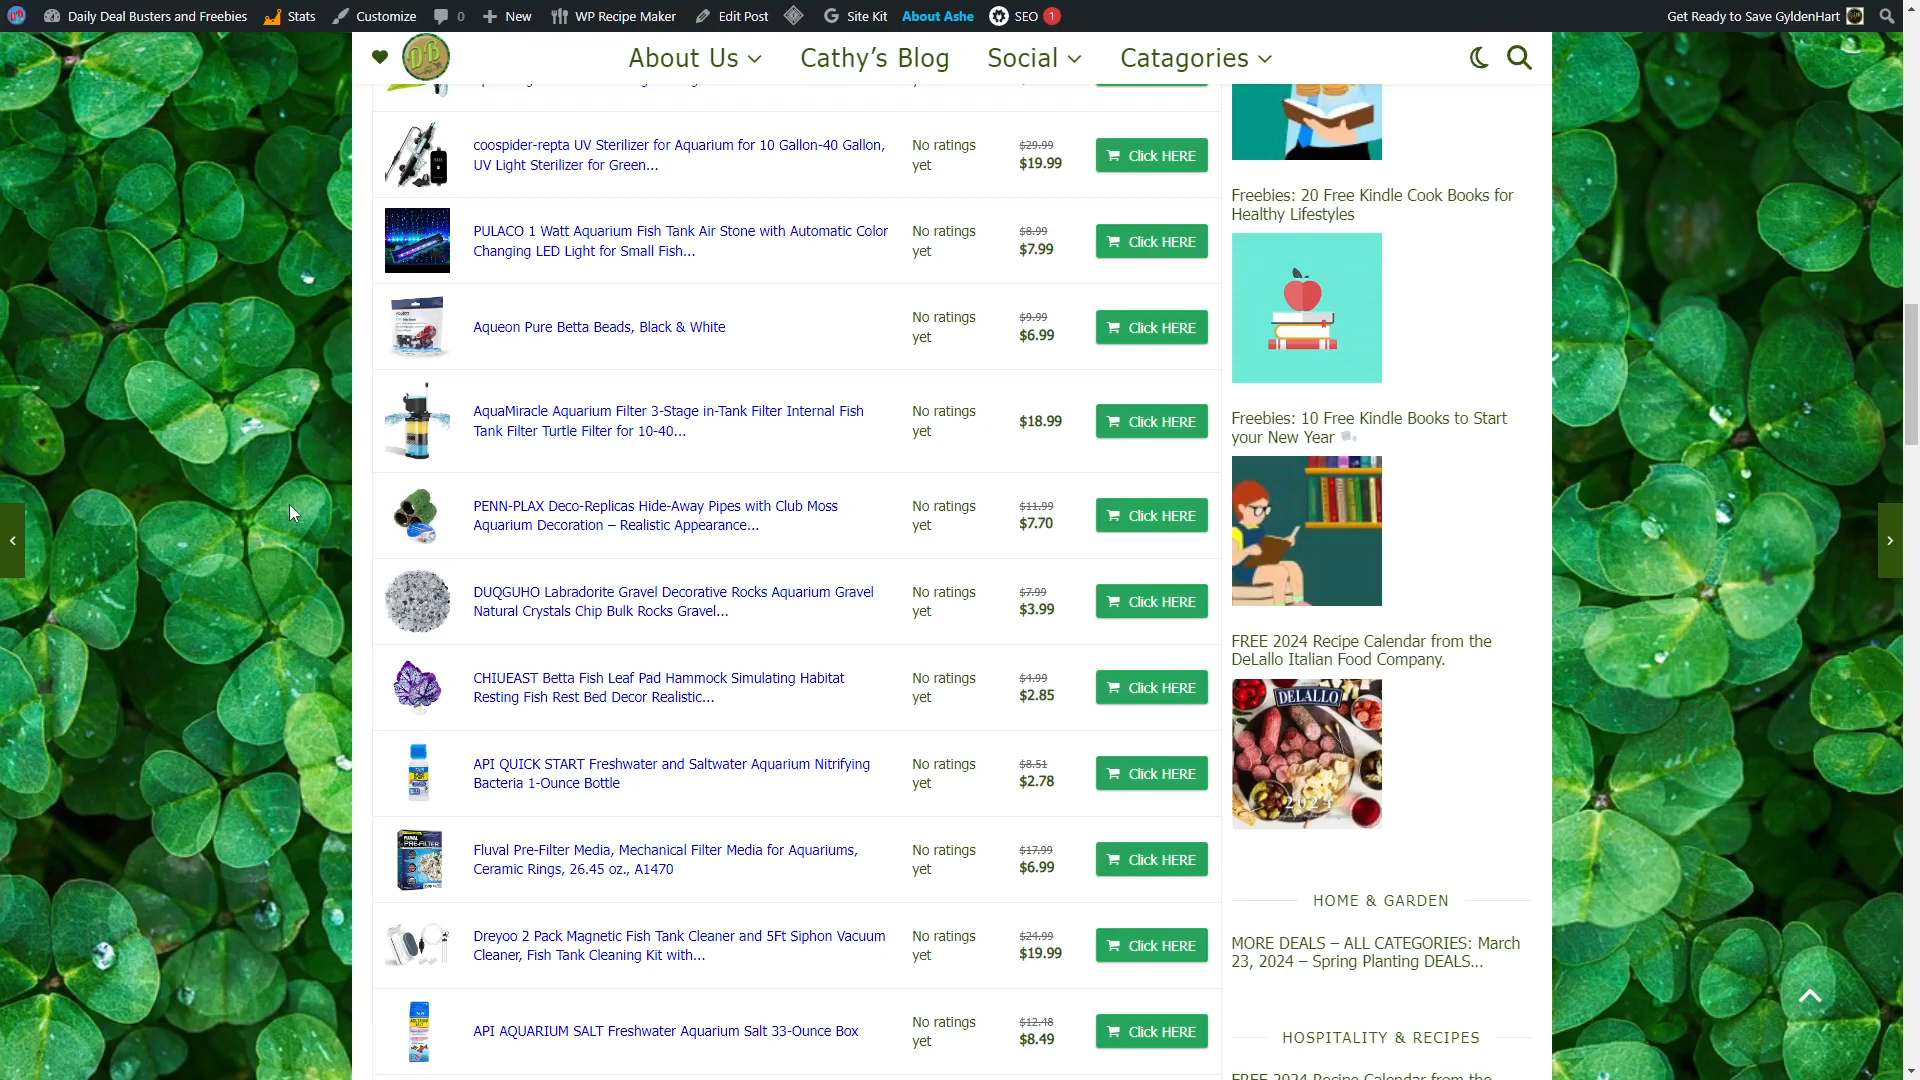 Daily Deal Busters and Freebies Stats Customize 0 New WP Recipe Maker Edit Post Site Kit About Ashe SEO 1 Get Ready to Save GyldenHart
DB About Us Cathy’s Blog Social Catagories
coospider-repta UV Sterilizer for Aquarium for 10 Gallon-40 Gallon,
UV Light Sterilizer for Green...
No ratings
yet
$29.99
$19.99
Click HERE
PULACO 1 Watt Aquarium Fish Tank Air Stone with Automatic Color
Changing LED Light for Small Fish...
No ratings
yet
$8.99
$7.99
Click HERE
Aqueon Pure Betta Beads, Black & White
No ratings
yet
$9.99
$6.99
Click HERE
AquaMiracle Aquarium Filter 3-Stage in-Tank Filter Internal Fish
Tank Filter Turtle Filter for 10-40...
No ratings
yet
$18.99
Click HERE
PENN-PLAX Deco-Replicas Hide-Away Pipes with Club Moss
Aquarium Decoration – Realistic Appearance...
No ratings
yet
$11.99
$7.70
Click HERE
DUQGUHO Labradorite Gravel Decorative Rocks Aquarium Gravel
Natural Crystals Chip Bulk Rocks Gravel...
No ratings
yet
$7.99
$3.99
Click HERE
CHIUEAST Betta Fish Leaf Pad Hammock Simulating Habitat
Resting Fish Rest Bed Decor Realistic...
No ratings
yet
$4.99
$2.85
Click HERE
API QUICK START Freshwater and Saltwater Aquarium Nitrifying
Bacteria 1-Ounce Bottle
No ratings
yet
$8.51
$2.78
Click HERE
FLUVAL
PRE-FILTER
Fluval Pre-Filter Media, Mechanical Filter Media for Aquariums,
Ceramic Rings, 26.45 oz., A1470
No ratings
yet
$17.99
$6.99
Click HERE
Dreyoo 2 Pack Magnetic Fish Tank Cleaner and 5Ft Siphon Vacuum
Cleaner, Fish Tank Cleaning Kit with...
No ratings
yet
$24.99
$19.99
Click HERE
API AQUARIUM SALT Freshwater Aquarium Salt 33-Ounce Box
No ratings
yet
$12.48
$8.49
Click HERE
Freebies: 20 Free Kindle Cook Books for
Healthy Lifestyles
Freebies: 10 Free Kindle Books to Start
your New Year
FREE 2024 Recipe Calendar from the
DeLallo Italian Food Company.
DELALLO
2024
HOME & GARDEN
MORE DEALS – ALL CATEGORIES: March
23, 2024 – Spring Planting DEALS...
HOSPITALITY & RECIPES
FREE 2024 Recipe Calendar from the